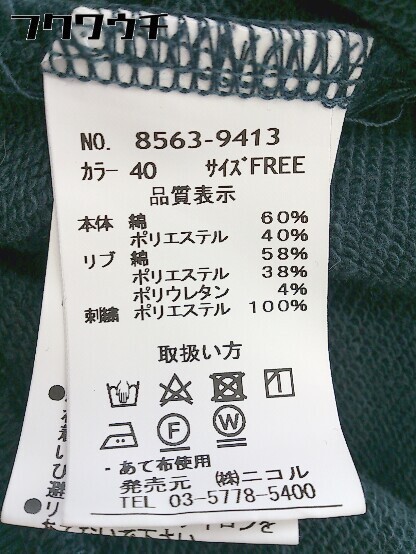 フクウクチ
NO. 8563-9413
カラー 40 サイズFREE
品質表示
本体 綿 60%
ポリエステル 40%
リブ 綿 58%
ポリエステル 38%
ポリウレタン 4%
刺繍 ポリエステル 100%
取扱い方
F
W
- あて布使用
発売元 ㈱ニコル
TEL 03-5778-5400